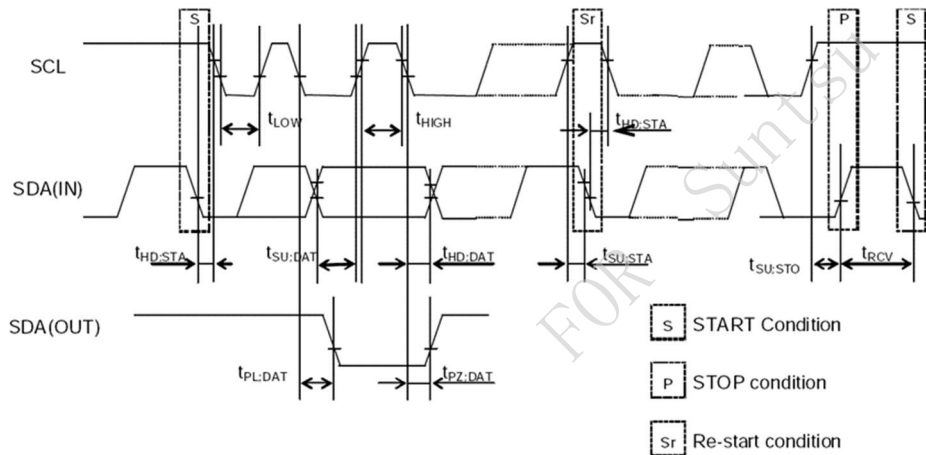 S Sr P S
SCL
tLOW tHIGH tHD:STA
SDA(IN)
tHD:STA tSU:DAT tHD:DAT tSU:STA tSU:STO tRCV
SDA(OUT)
tPL:DAT tPZ:DAT
S START Condition
P STOP condition
Sr Re-start condition
FOR Suntsu